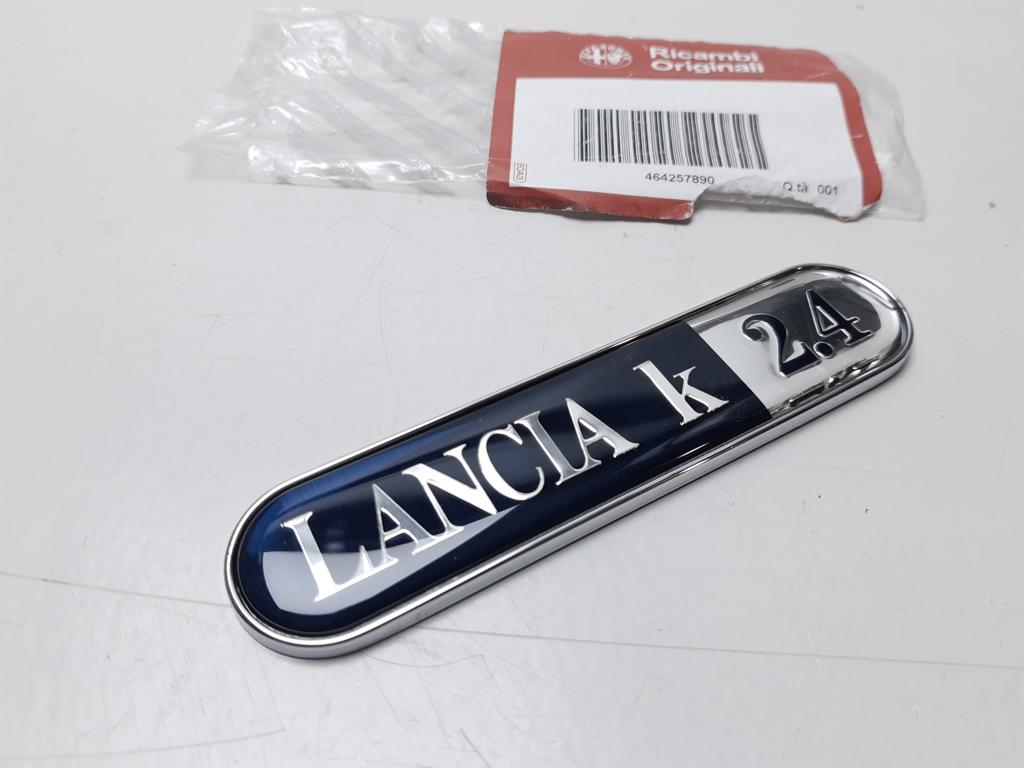 Ricambi
Originali
464257890
Q.tà 001
LANCIA k 2.4